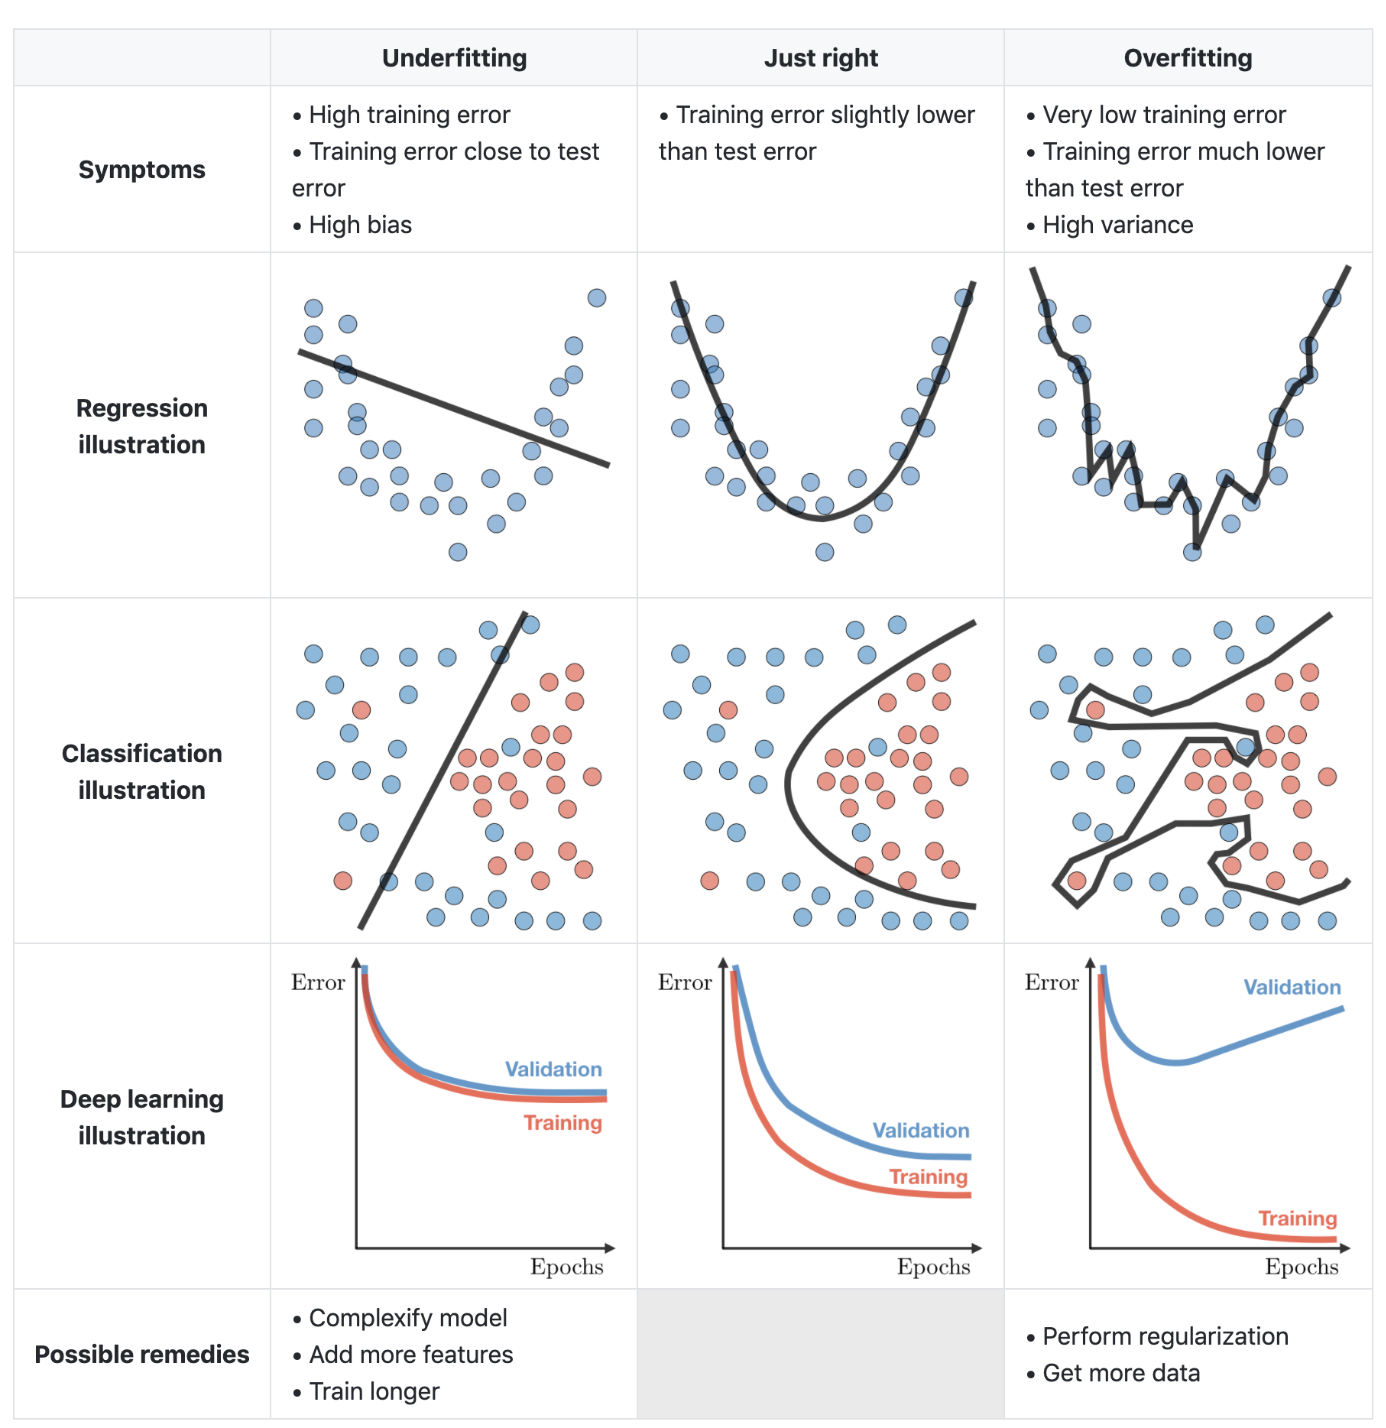 Underfitting
Just right
Overfitting
Symptoms
• High training error
• Training error close to test
error
• High bias
• Training error slightly lower
than test error
• Very low training error
• Training error much lower
than test error
• High variance
Regression
illustration
Classification
illustration
Deep learning
illustration
Error
Validation
Training
Epochs
Error
Validation
Training
Epochs
Error
Validation
Training
Epochs
Possible remedies
• Complexify model
• Add more features
• Train longer
• Perform regularization
• Get more data